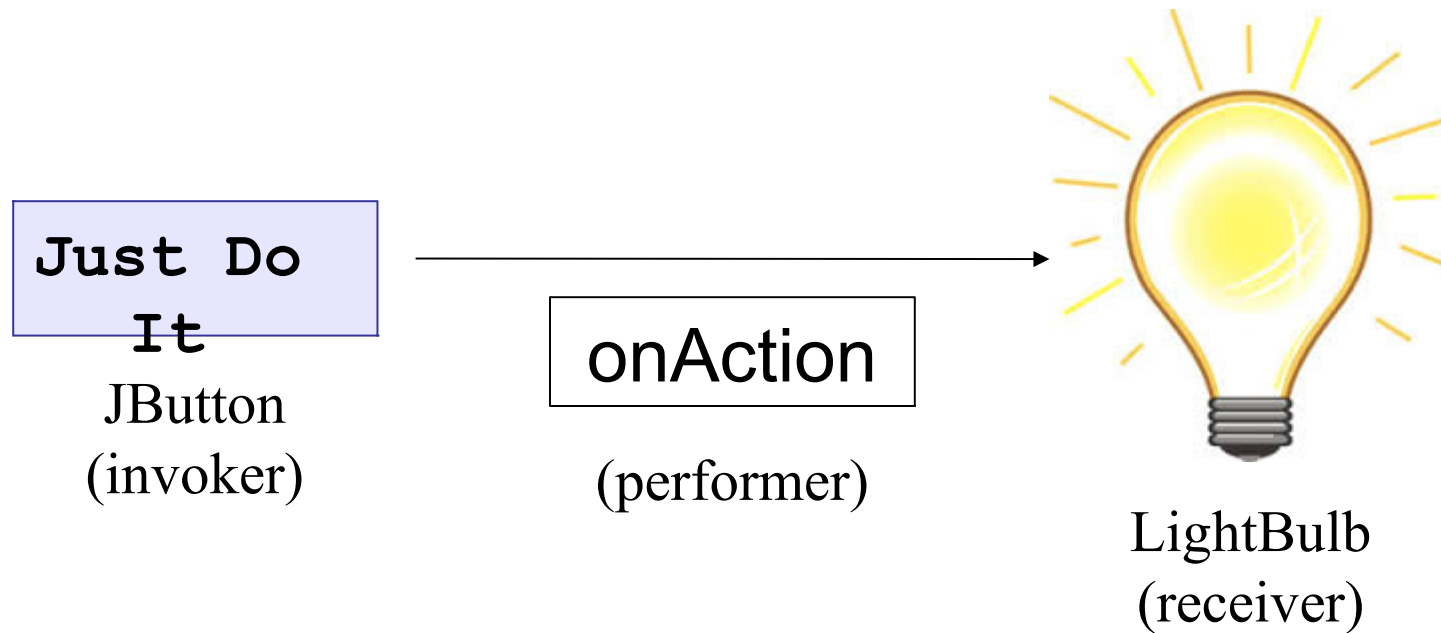 Just Do
It
JButton
(invoker)
onAction
(performer)
LightBulb
(receiver)